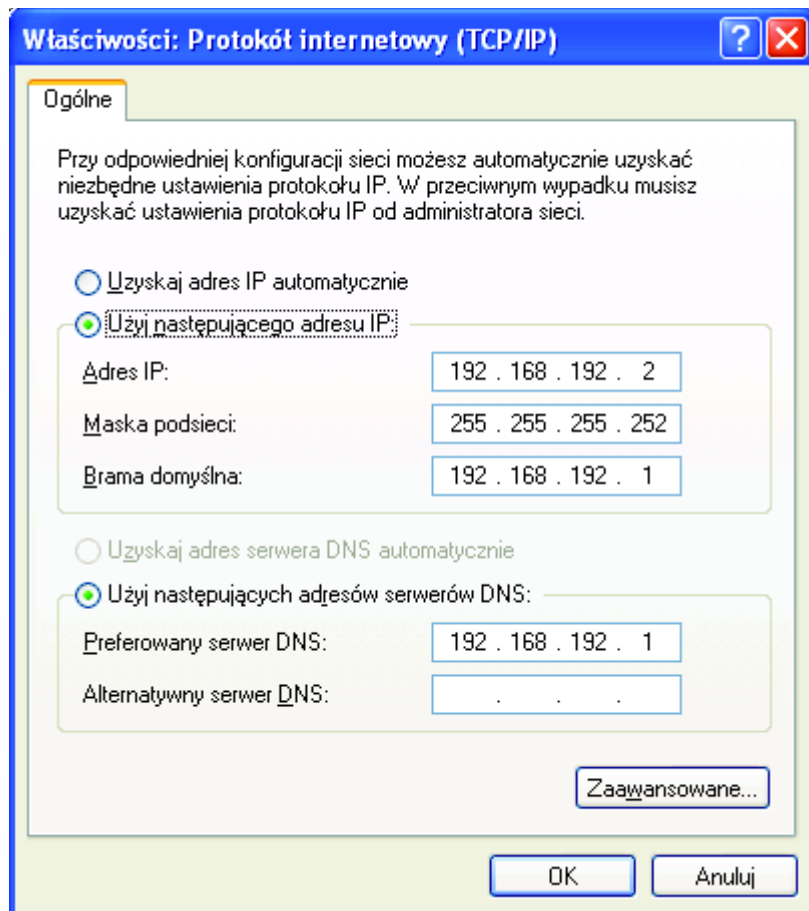 Właściwości: Protokół internetowy (TCP/IP)
Ogólne
Przy odpowiedniej konfiguracji sieci możesz automatycznie uzyskać
niezbędne ustawienia protokołu IP. W przeciwnym wypadku musisz
uzyskać ustawienia protokołu IP od administratora sieci.
Uzyskaj adres IP automatycznie
Użyj następującego adresu IP:
Adres IP: 192 . 168 . 192 . 2
Maska podsieci: 255 . 255 . 255 . 252
Brama domyślna: 192 . 168 . 192 . 1
Uzyskaj adres serwera DNS automatycznie
Użyj następujących adresów serwerów DNS:
Preferowany serwer DNS: 192 . 168 . 192 . 1
Alternatywny serwer DNS: . . .
Zaawansowane...
OK Anuluj